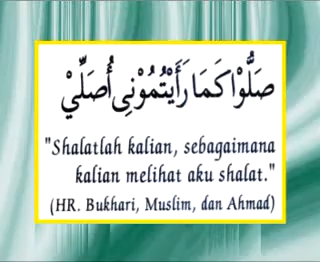 صَلُّوْا كَمَا رَأَيْتُمُوْنِى أُصَلِّيْ
"Shalatlah kalian, sebagaimana
kalian melihat aku shalat."
(HR. Bukhari, Muslim, dan Ahmad)